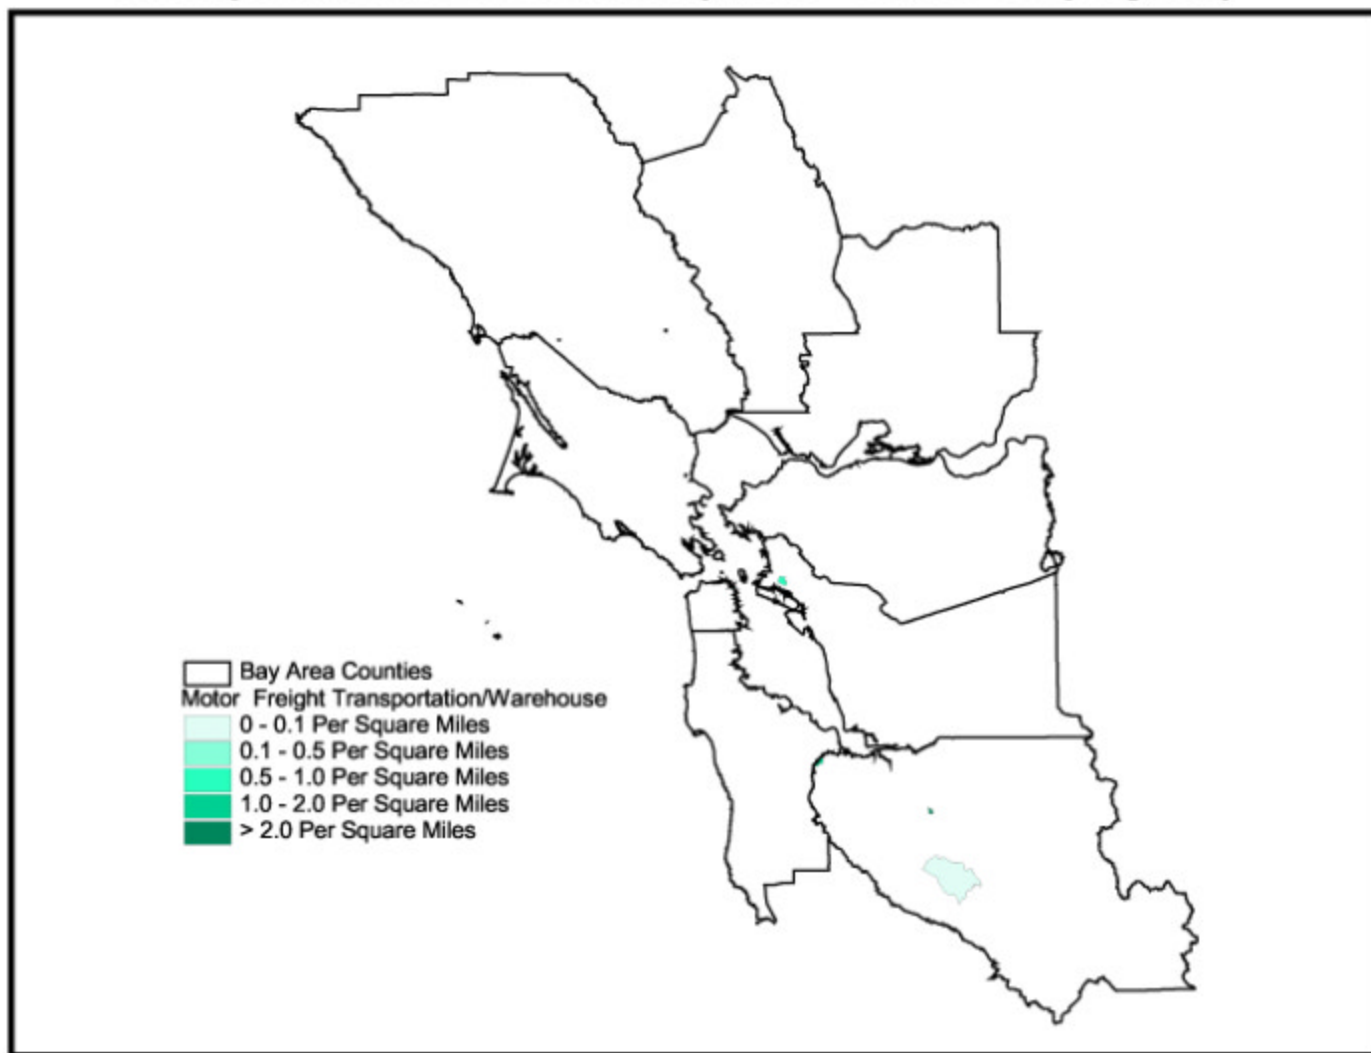 Bay Area Counties
Motor Freight Transportation/Warehouse
0 - 0.1 Per Square Miles
0.1 - 0.5 Per Square Miles
0.5 - 1.0 Per Square Miles
1.0 - 2.0 Per Square Miles
> 2.0 Per Square Miles